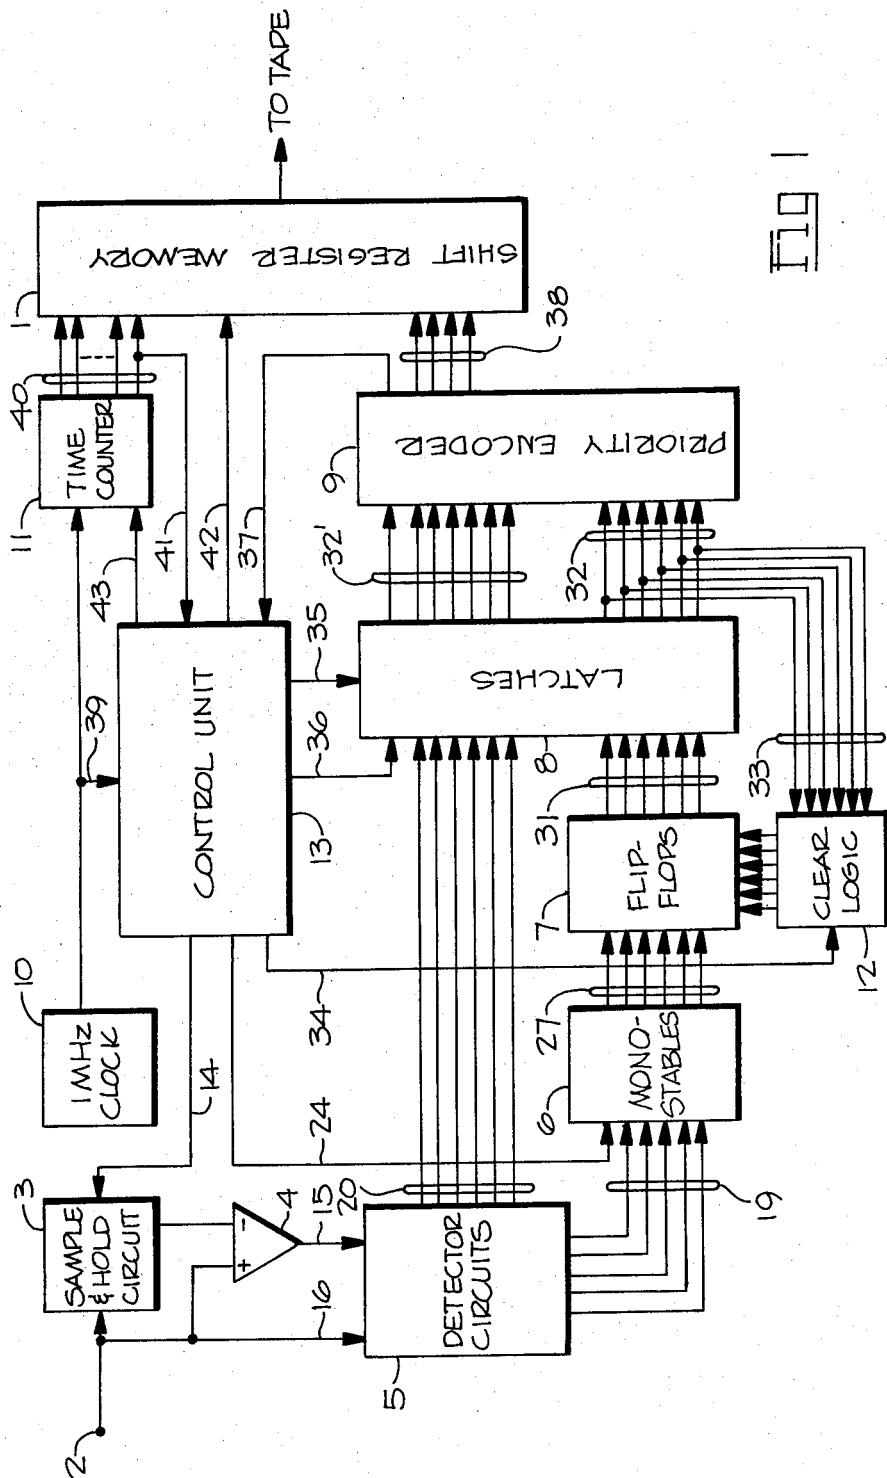 2
3
SAMPLE
& HOLD
CIRCUIT
14
10
1 MHz
CLOCK
39
43
11
TIME
COUNTER
40
1
SHIFT REGISTER MEMORY
TO TAPE
+
-
4
15
16
24
34
CONTROL UNIT
13
36
35
41
42
37
5
DETECTOR
CIRCUITS
20
19
6
MONO-
STABLES
27
7
FLIP-
FLOPS
31
8
LATCHES
32'
32
9
PRIORITY ENCODER
38
12
CLEAR
LOGIC
33
Fig 1